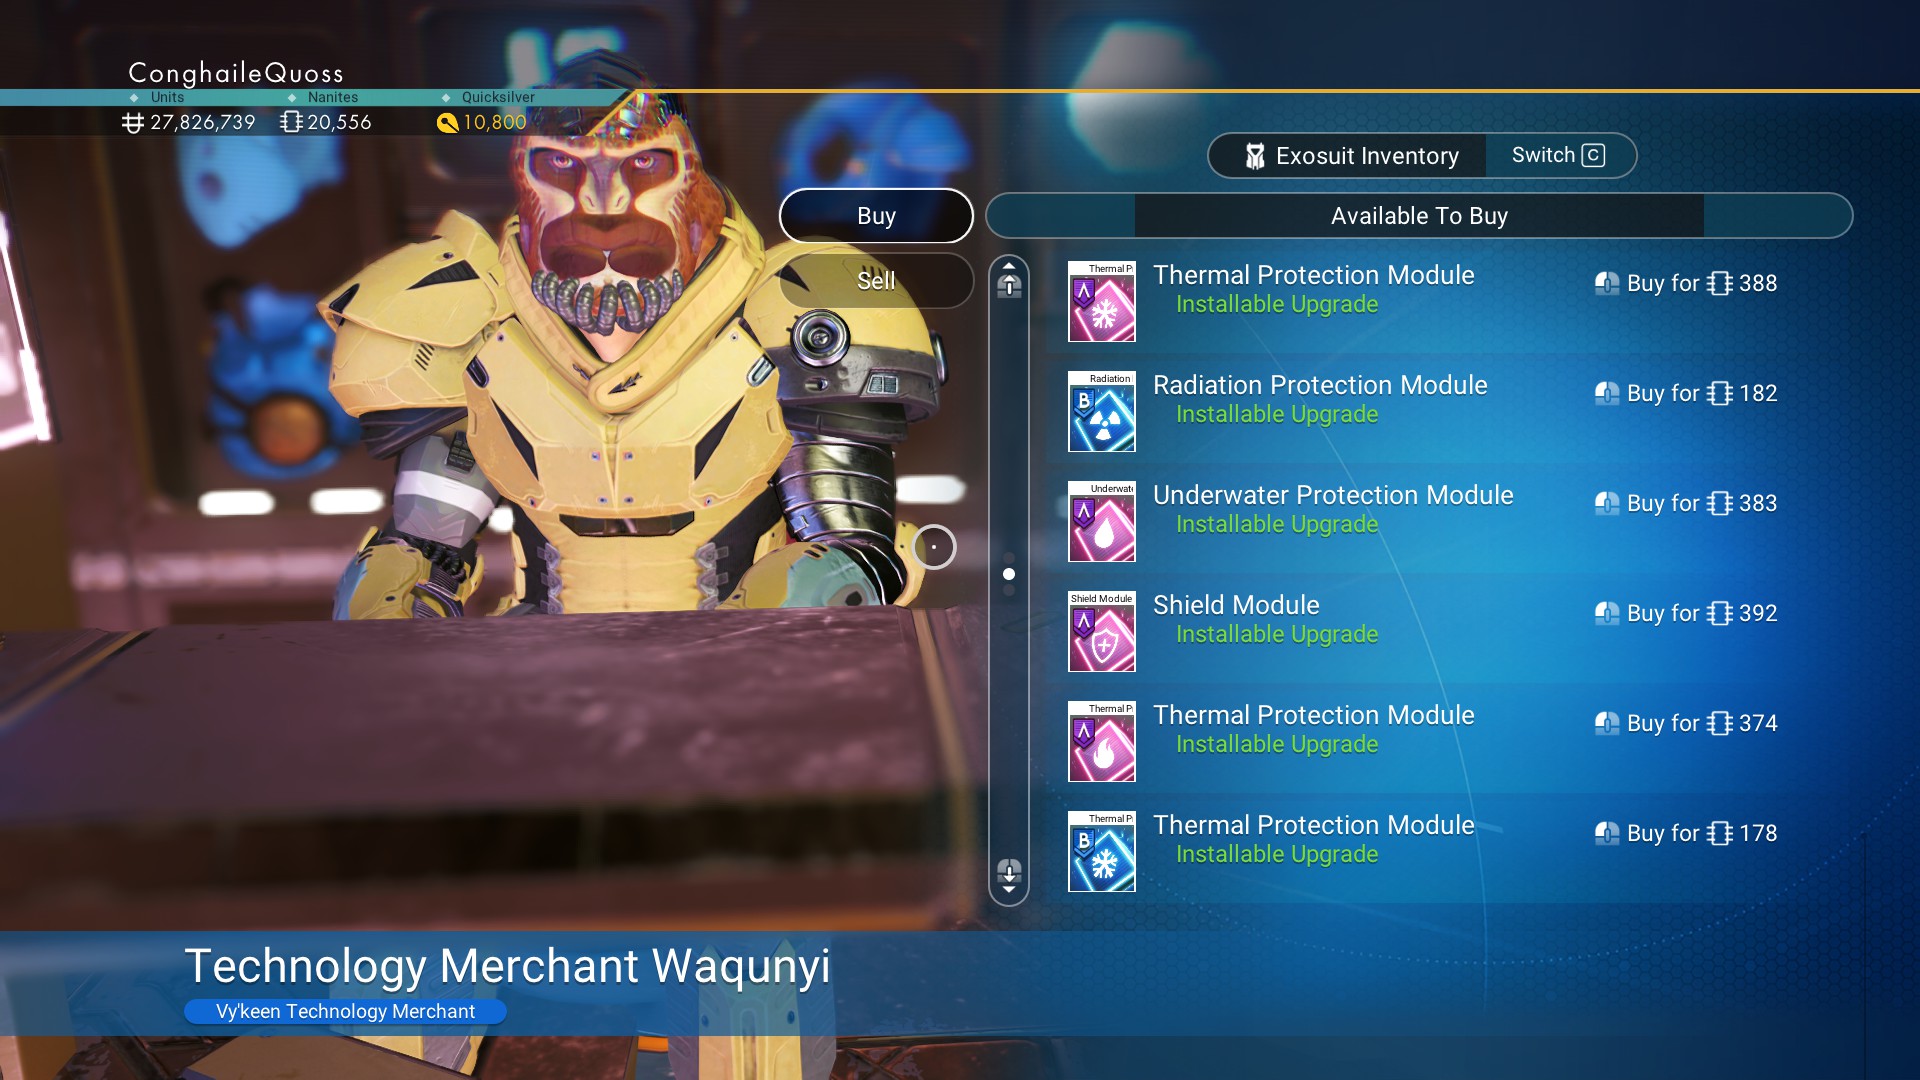 ConghaileQuoss
Units Nanites Quicksilver
27,826,739 20,556 10,800
Exosuit Inventory Switch C
Buy
Available To Buy
Sell
Thermal P
Thermal Protection Module
Installable Upgrade
Buy for 388
Radiation
B
Radiation Protection Module
Installable Upgrade
Buy for 182
Underwate
Underwater Protection Module
Installable Upgrade
Buy for 383
Shield Module
Shield Module
Installable Upgrade
Buy for 392
Thermal P
Thermal Protection Module
Installable Upgrade
Buy for 374
Thermal P
B
Thermal Protection Module
Installable Upgrade
Buy for 178
Technology Merchant Waqunyi
Vy'keen Technology Merchant